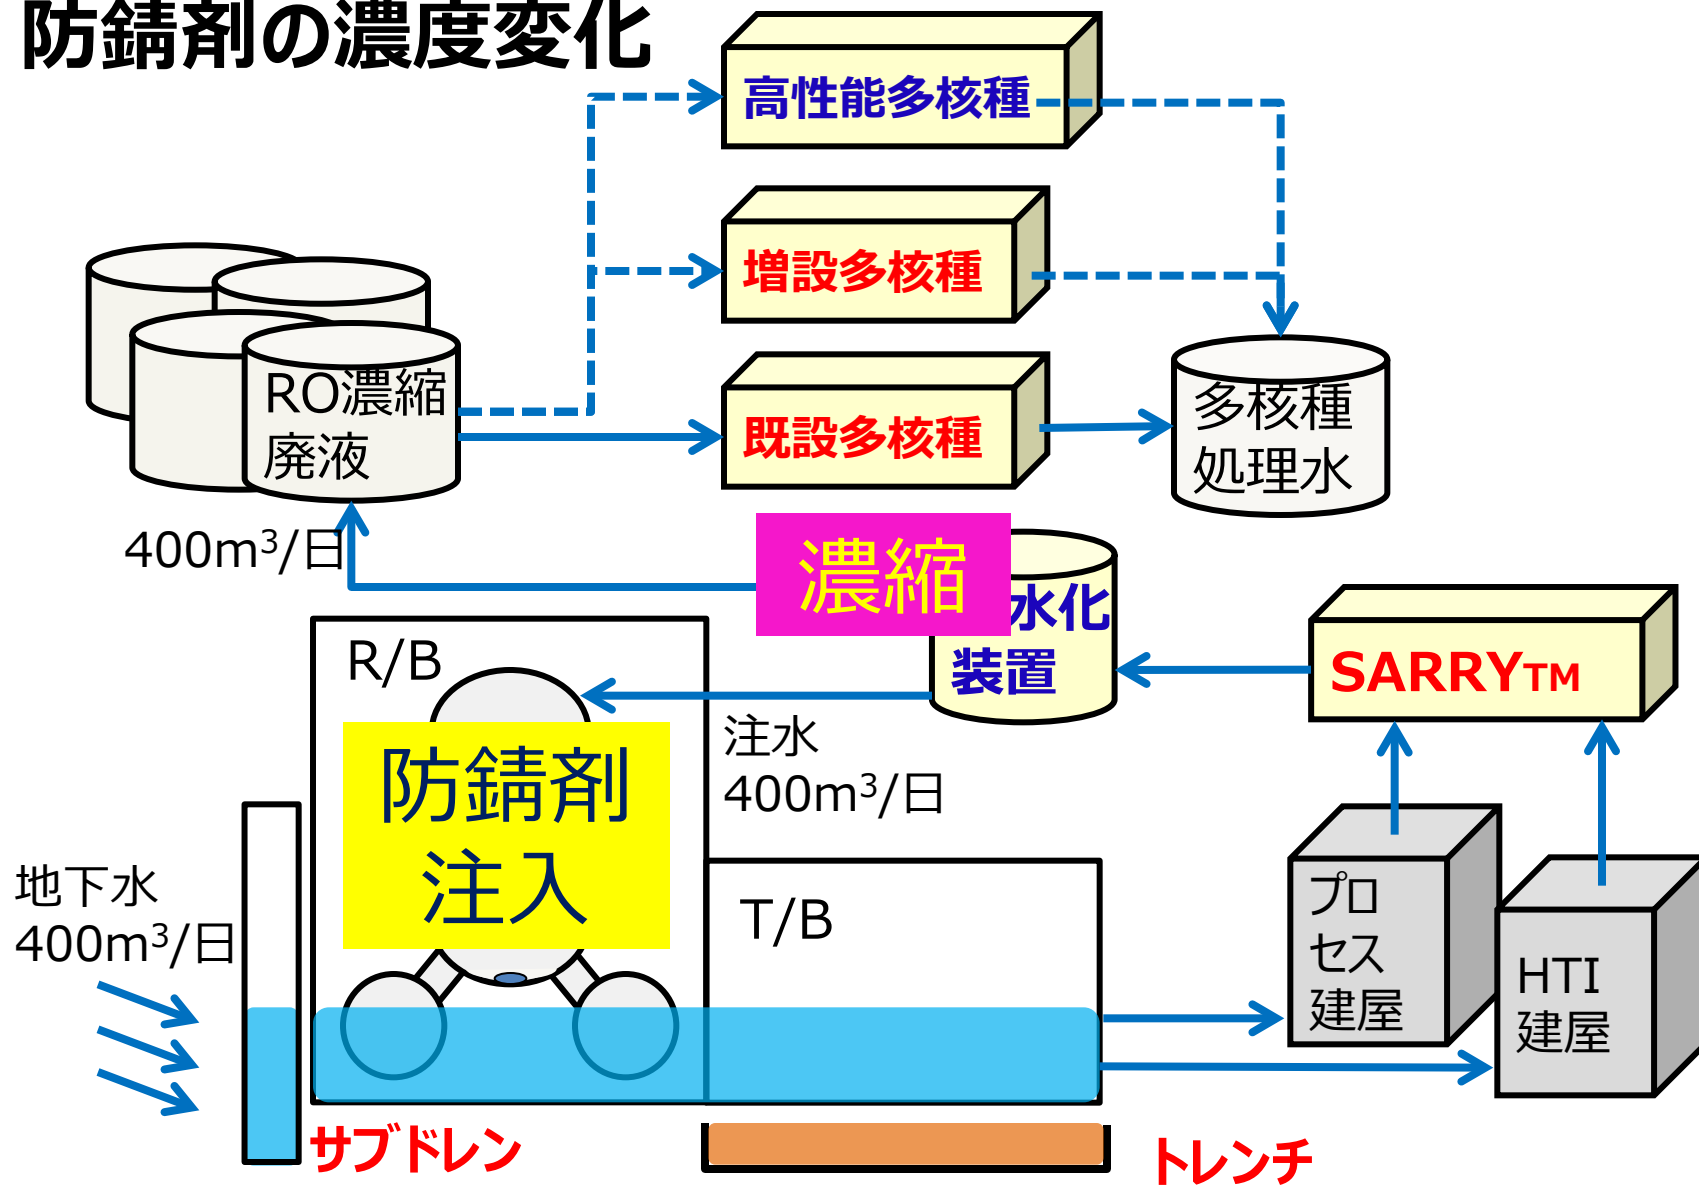 防錆剤の濃度変化
高性能多核種
増設多核種
既設多核種
RO濃縮
廃液
多核種
処理水
400m³/日
濃縮
水化
装置
SARRY™
R/B
注水
400m³/日
防錆剤
注入
地下水
400m³/日
T/B
プロ
セス
建屋
HTI
建屋
サブドレン
トレンチ